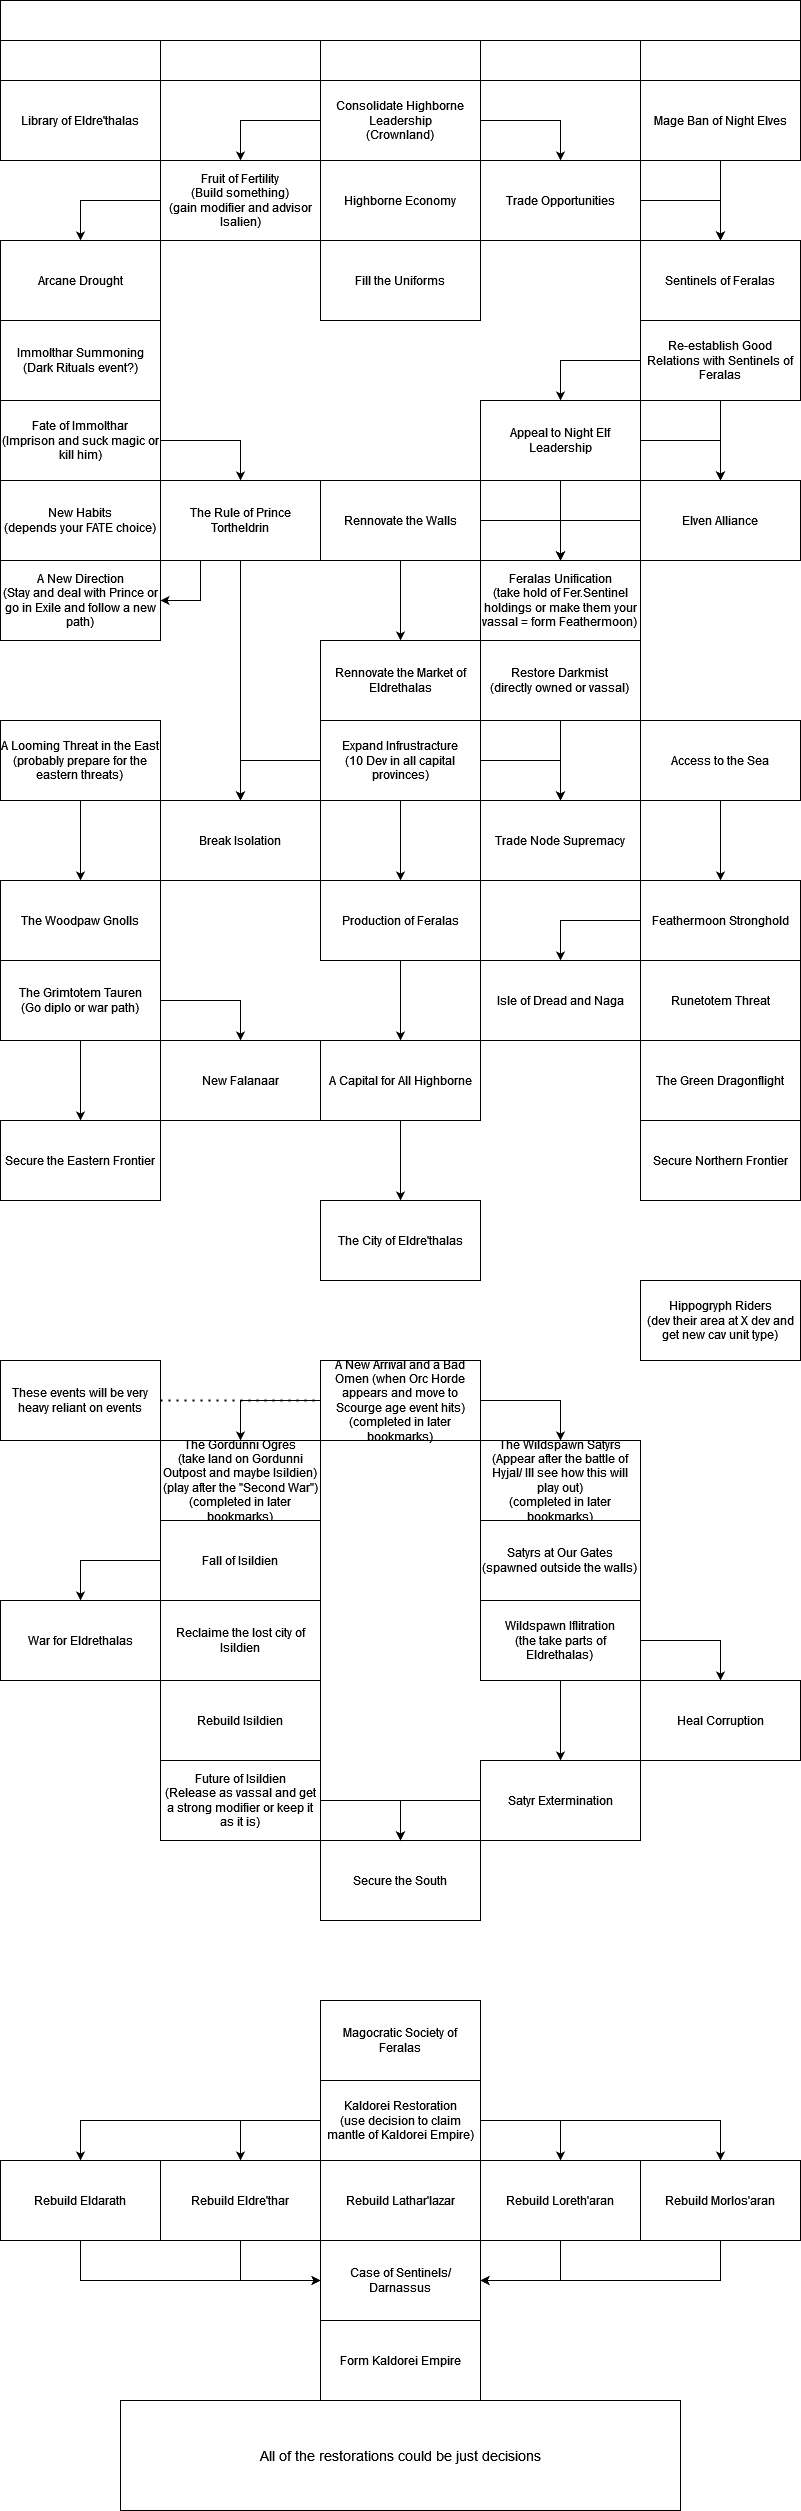 Library of Eldre'thalas
Consolidate Highborne
Leadership
(Crownland)
Mage Ban of Night Elves
Fruit of Fertility
(Build something)
(gain modifier and advisor
Isalien)
Highborne Economy
Trade Opportunities
Arcane Drought
Fill the Uniforms
Sentinels of Feralas
Immolthar Summoning
(Dark Rituals event?)
Re-establish Good
Relations with Sentinels of
Feralas
Fate of Immolthar
(Imprison and suck magic or
kill him)
Appeal to Night Elf
Leadership
New Habits
(depends your FATE choice)
The Rule of Prince
Tortheldrin
Rennovate the Walls
Elven Alliance
A New Direction
(Stay and deal with Prince or
go in Exile and follow a new
path)
Feralas Unification
(take hold of Fer.Sentinel
holdings or make them your
vassal = form Feathermoon)
Rennovate the Market of
Eldrethalas
Restore Darkmist
(directly owned or vassal)
A Looming Threat in the East
(probably prepare for the
eastern threats)
Expand Infrustracture
(10 Dev in all capital
provinces)
Access to the Sea
Break Isolation
Trade Node Supremacy
The Woodpaw Gnolls
Production of Feralas
Feathermoon Stronghold
The Grimtotem Tauren
(Go diplo or war path)
Isle of Dread and Naga
Runetotem Threat
New Falanaar
A Capital for All Highborne
The Green Dragonflight
Secure the Eastern Frontier
Secure Northern Frontier
The City of Eldre'thalas
Hippogryph Riders
(dev their area at X dev and
get new cav unit type)
These events will be very
heavy reliant on events
A New Arrival and a Bad
Omen (when Orc Horde
appears and move to
Scourge age event hits)
(completed in later
bookmarks)
The Gordunni Ogres
(take land on Gordunni
Outpost and maybe Isildien)
(play after the "Second War")
(completed in later
bookmarks)
The Wildspawn Satyrs
(Appear after the battle of
Hyjal/ Ill see how this will
play out)
(completed in later
bookmarks)
Fall of Isildien
Satyrs at Our Gates
(spawned outside the walls)
War for Eldrethalas
Reclaime the lost city of
Isildien
Wildspawn Iflitration
(the take parts of
Eldrethalas)
Rebuild Isildien
Heal Corruption
Future of Isildien
(Release as vassal and get
a strong modifier or keep it
as it is)
Satyr Extermination
Secure the South
Magocratic Society of
Feralas
Kaldorei Restoration
(use decision to claim
mantle of Kaldorei Empire)
Rebuild Eldarath
Rebuild Eldre'thar
Rebuild Lathar'lazar
Rebuild Loreth'aran
Rebuild Morlos'aran
Case of Sentinels/
Darnassus
Form Kaldorei Empire
All of the restorations could be just decisions